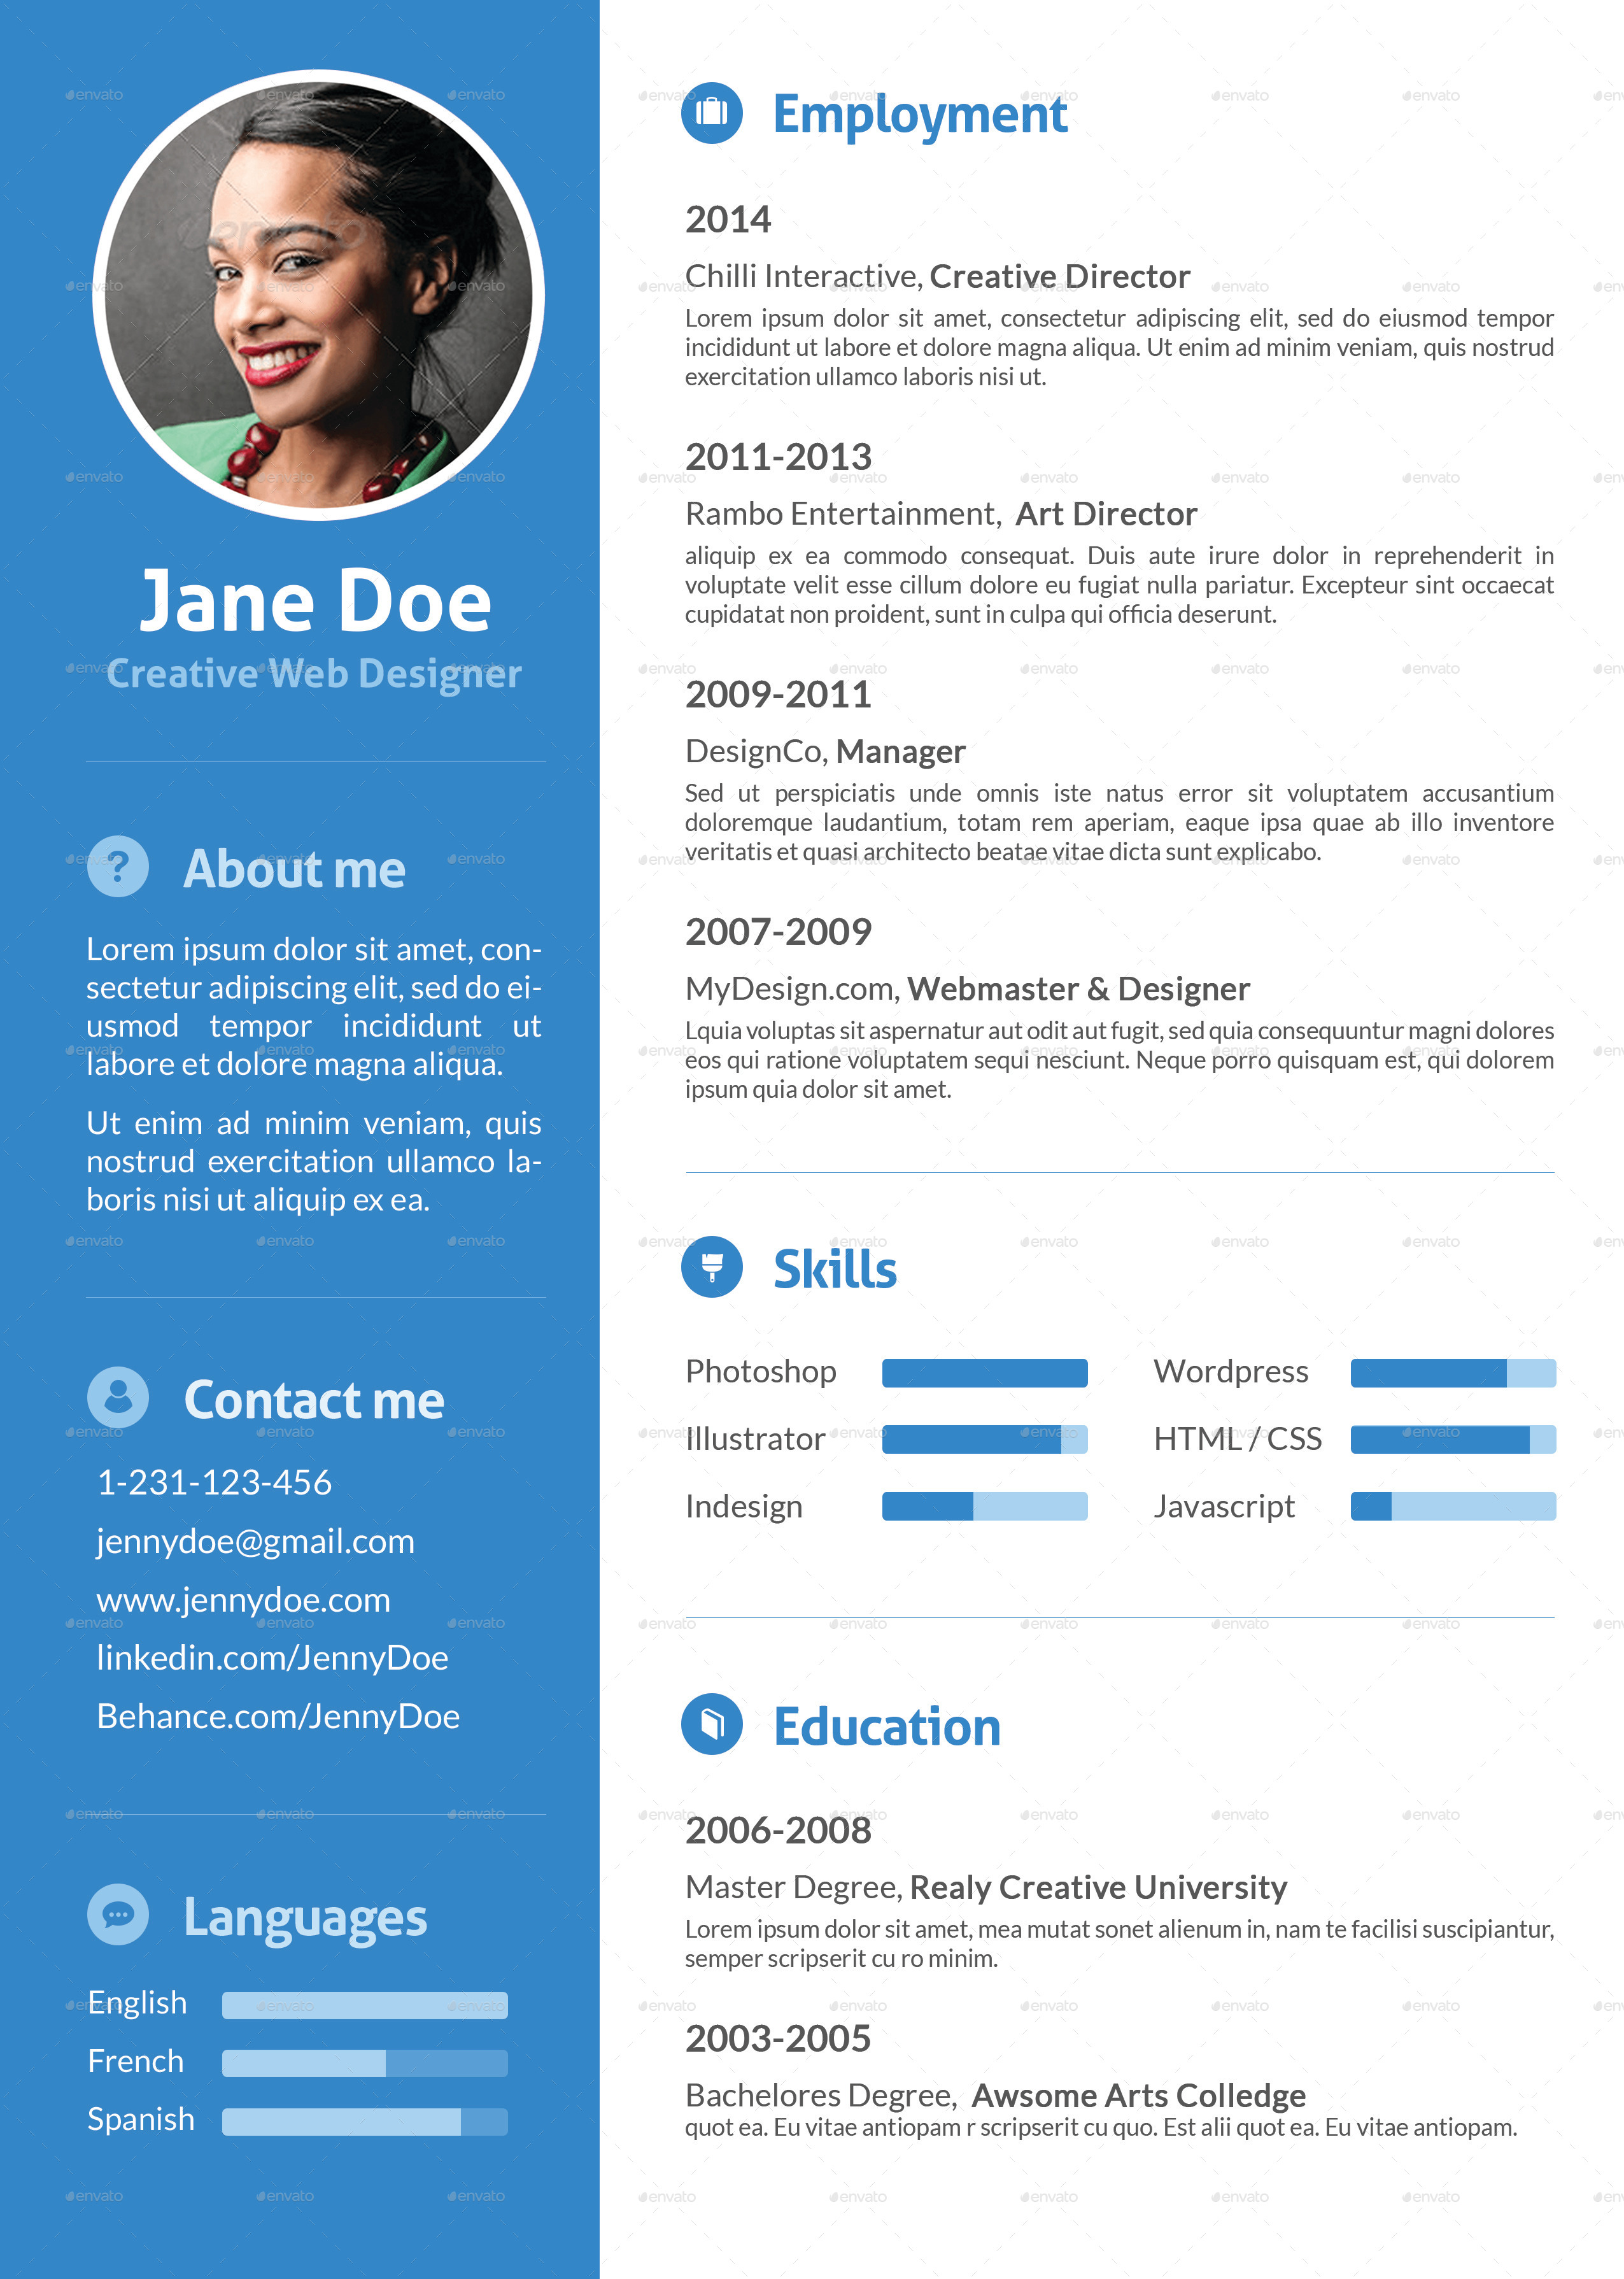 Jane Doe
Creative Web Designer
About me
Lorem ipsum dolor sit amet, con-
sectetur adipiscing elit, sed do ei-
usmod tempor incididunt ut
labore et dolore magna aliqua.
Ut enim ad minim veniam, quis
nostrud exercitation ullamco la-
boris nisi ut aliquip ex ea.
Contact me
1-231-123-456
jennydoe@gmail.com
www.jennydoe.com
linkedin.com/JennyDoe
Behance.com/JennyDoe
Languages
English
French
Spanish
Employment
2014
Chilli Interactive, Creative Director
Lorem ipsum dolor sit amet, consectetur adipiscing elit, sed do eiusmod tempor
incididunt ut labore et dolore magna aliqua. Ut enim ad minim veniam, quis nostrud
exercitation ullamco laboris nisi ut.
2011-2013
Rambo Entertainment, Art Director
aliquip ex ea commodo consequat. Duis aute irure dolor in reprehenderit in
voluptate velit esse cillum dolore eu fugiat nulla pariatur. Excepteur sint occaecat
cupidatat non proident, sunt in culpa qui officia deserunt.
2009-2011
DesignCo, Manager
Sed ut perspiciatis unde omnis iste natus error sit voluptatem accusantium
doloremque laudantium, totam rem aperiam, eaque ipsa quae ab illo inventore
veritatis et quasi architecto beatae vitae dicta sunt explicabo.
2007-2009
MyDesign.com, Webmaster & Designer
Lquia voluptas sit aspernatur aut odit aut fugit, sed quia consequuntur magni dolores
eos qui ratione voluptatem sequi nesciunt. Neque porro quisquam est, qui dolorem
ipsum quia dolor sit amet.
Skills
Photoshop
Wordpress
Illustrator
HTML / CSS
Indesign
Javascript
Education
2006-2008
Master Degree, Realy Creative University
Lorem ipsum dolor sit amet, mea mutat sonet alienum in, nam te facilisi suscipiantur,
semper scripserit cu ro minim.
2003-2005
Bachelores Degree, Awsome Arts Colledge
quot ea. Eu vitae antiopam r scripserit cu quo. Est alii quot ea. Eu vitae antiopam.
envato